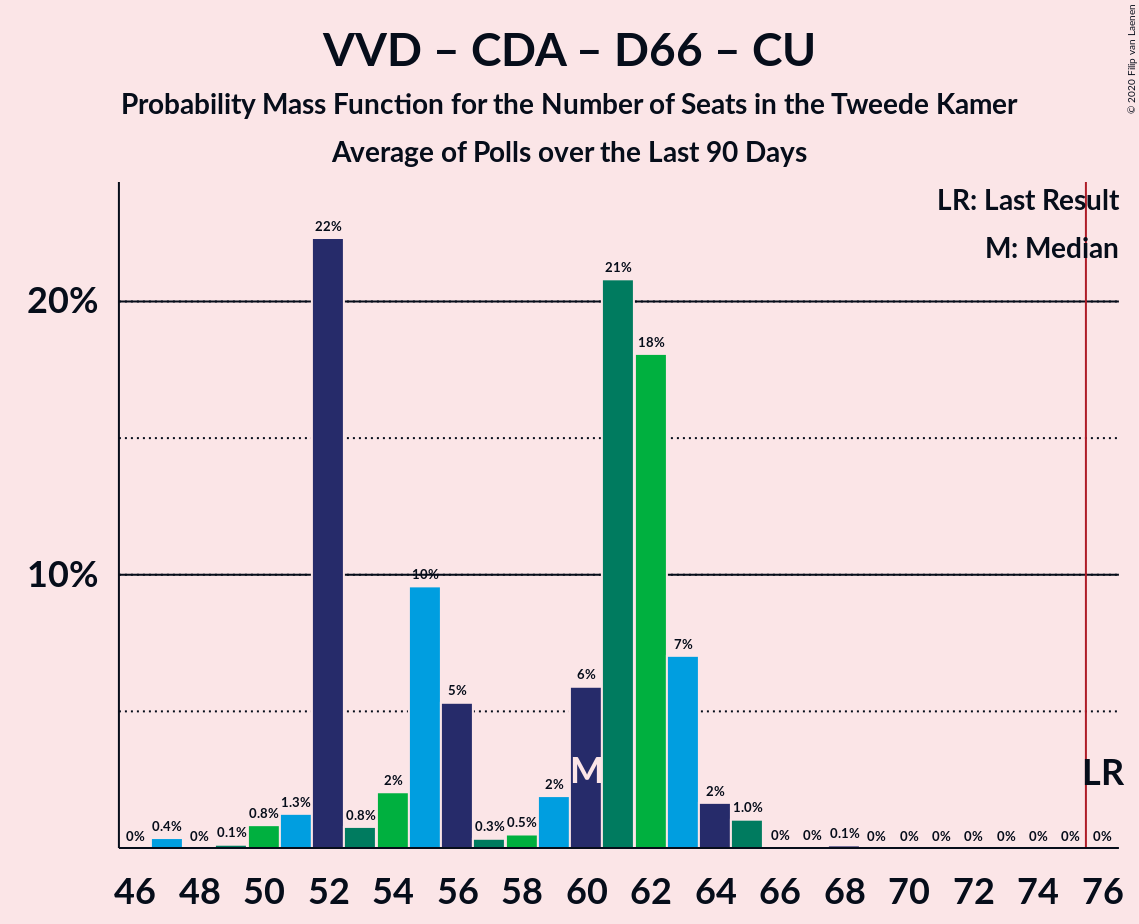 VVD – CDA – D66 – CU
Probability Mass Function for the Number of Seats in the Tweede Kamer
Average of Polls over the Last 90 Days
© 2020 Filip van Laenen
LR: Last Result
M: Median
20%
10%
0% 0.4% 0% 0.1% 0.8% 1.3% 22% 0.8% 2% 10% 5% 0.3% 0.5% 2% 6% 21% 18% 7% 2% 1.0% 0% 0% 0.1% 0% 0% 0% 0% 0% 0% 0% 0%
M
LR
46 48 50 52 54 56 58 60 62 64 66 68 70 72 74 76